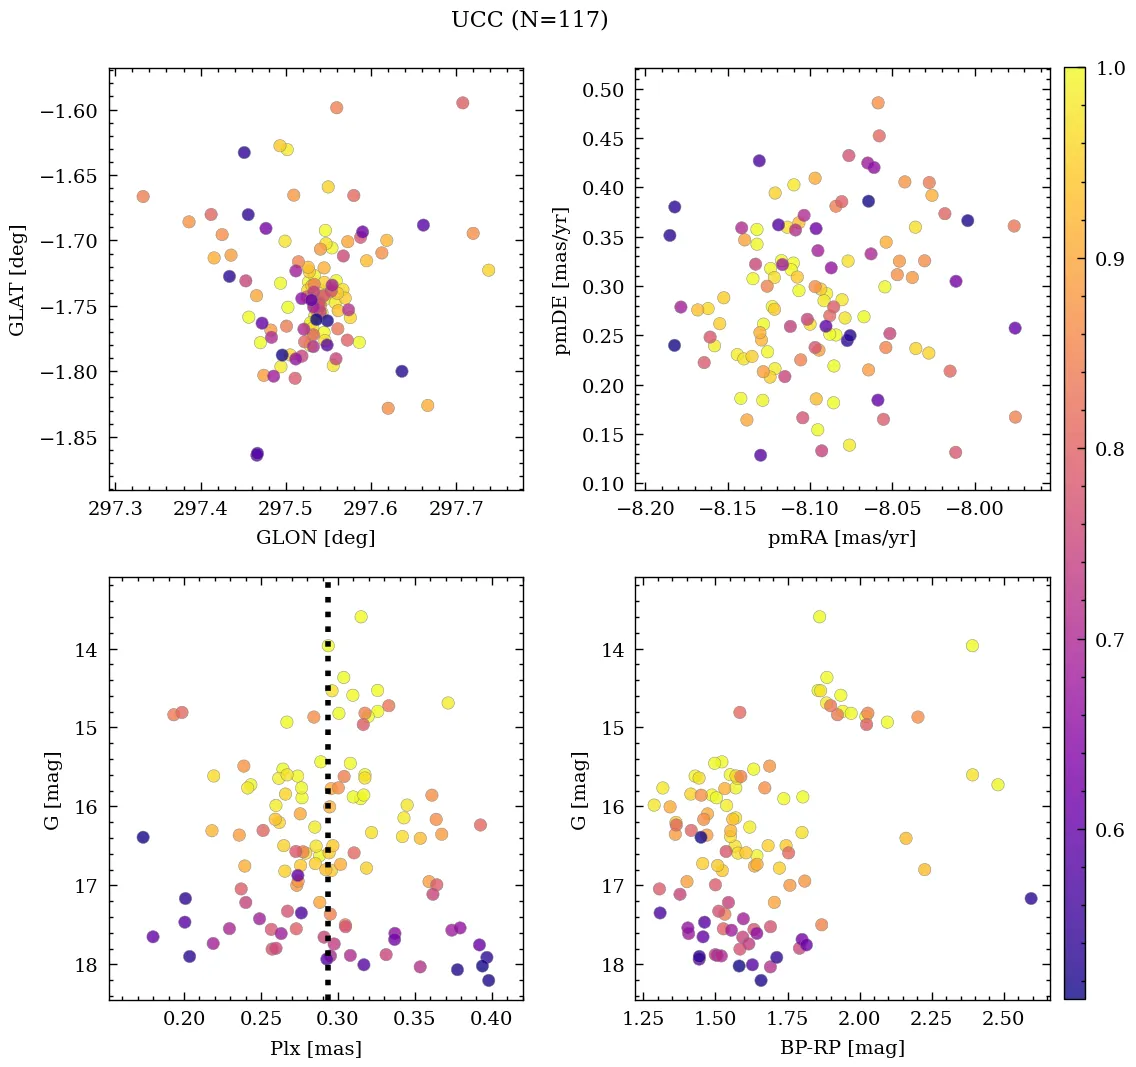 UCC (N=117)
−1.60
−1.65
−1.70
−1.75
−1.80
−1.85
GLAT [deg]
297.3 297.4 297.5 297.6 297.7
GLON [deg]
0.50
0.45
0.40
0.35
0.30
0.25
0.20
0.15
0.10
pmDE [mas/yr]
−8.20 −8.15 −8.10 −8.05 −8.00
pmRA [mas/yr]
14
15
16
17
18
G [mag]
0.20 0.25 0.30 0.35 0.40
Plx [mas]
14
15
16
17
18
G [mag]
1.25 1.50 1.75 2.00 2.25 2.50
BP-RP [mag]
1.0
0.9
0.8
0.7
0.6